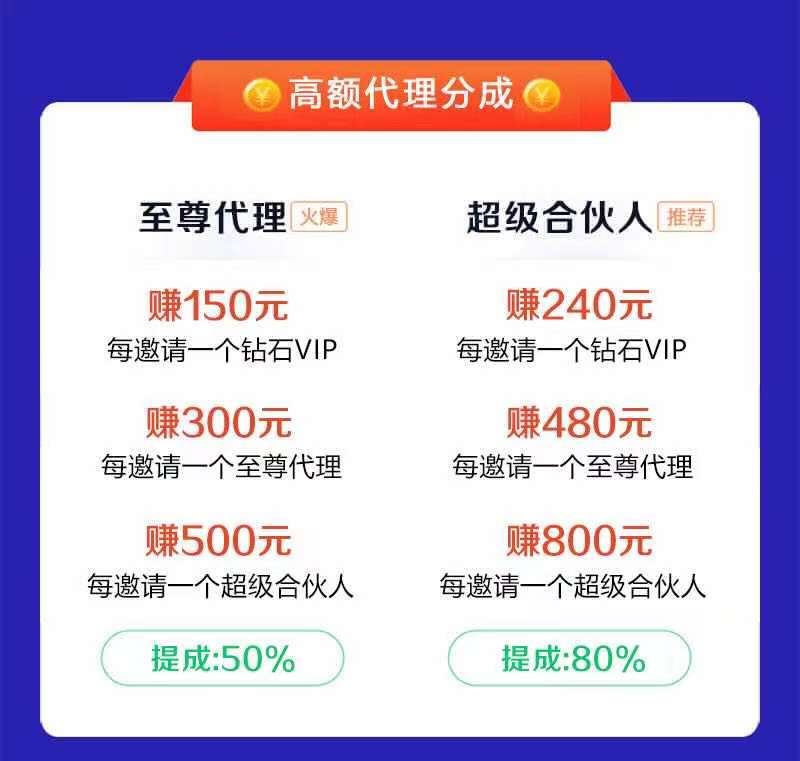 高额代理分成
至尊代理 火爆
赚150元
每邀请一个钻石VIP
赚300元
每邀请一个至尊代理
赚500元
每邀请一个超级合伙人
提成:50%
超级合伙人 推荐
赚240元
每邀请一个钻石VIP
赚480元
每邀请一个至尊代理
赚800元
每邀请一个超级合伙人
提成:80%